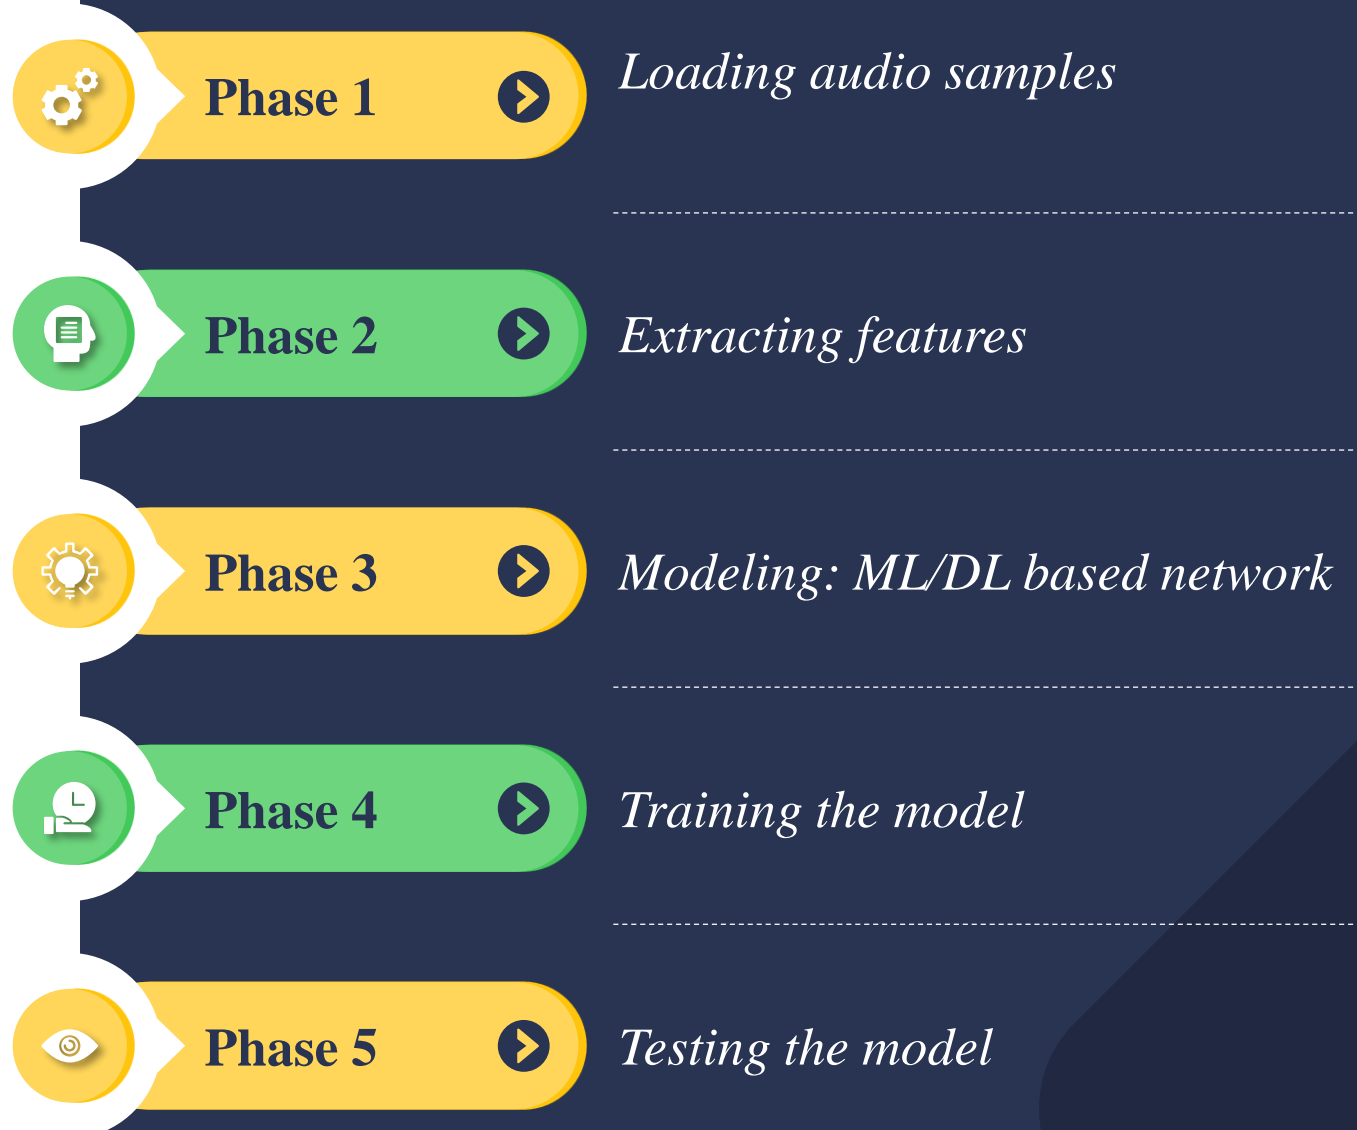 Phase 1
Loading audio samples
Phase 2
Extracting features
Phase 3
Modeling: ML/DL based network
Phase 4
Training the model
Phase 5
Testing the model